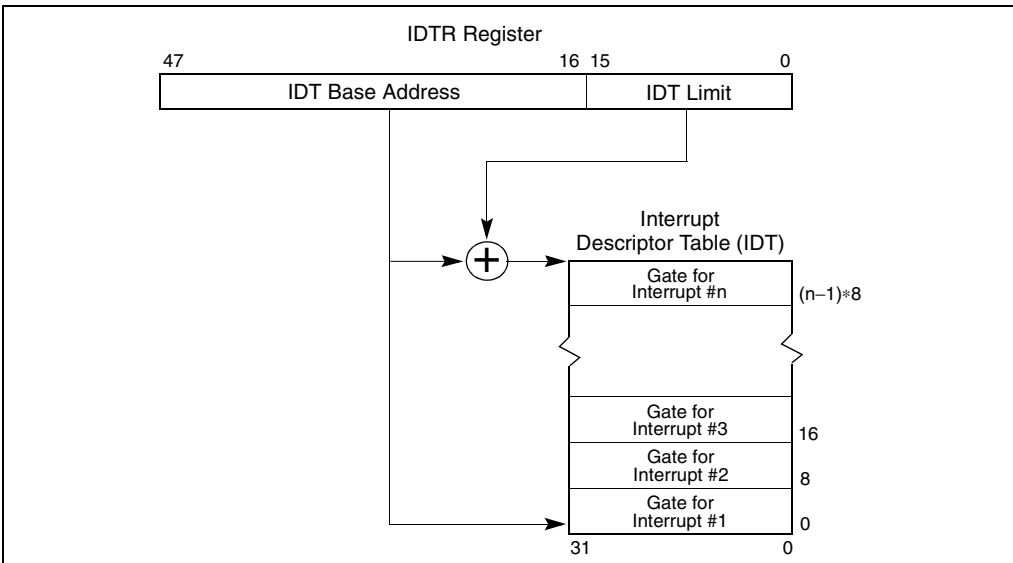 IDTR Register
47 16 15 0
IDT Base Address IDT Limit
+
Interrupt
Descriptor Table (IDT)
Gate for
Interrupt #n
(n−1)∗8
Gate for
Interrupt #3
16
Gate for
Interrupt #2
8
Gate for
Interrupt #1
0
31 0